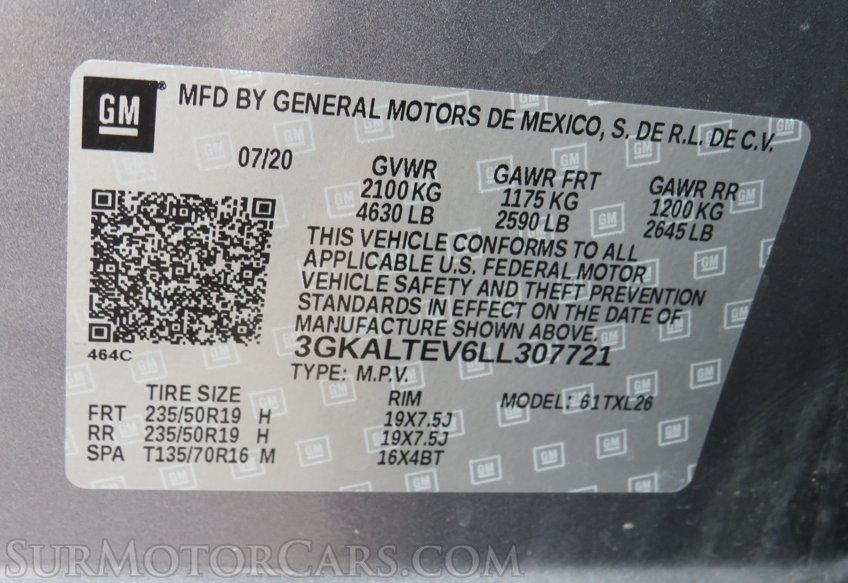 GM® MFD BY GENERAL MOTORS DE MEXICO, S. DE R.L. DE C.V.
07/20 GVWR GAWR FRT GAWR RR
2100 KG 1175 KG 1200 KG
4630 LB 2590 LB 2645 LB
THIS VEHICLE CONFORMS TO ALL
APPLICABLE U.S. FEDERAL MOTOR
VEHICLE SAFETY AND THEFT PREVENTION
STANDARDS IN EFFECT ON THE DATE OF
MANUFACTURE SHOWN ABOVE.
464C
3GKALTEV6LL307721
TYPE: M.P.V.
TIRE SIZE RIM MODEL: 61TXL26
FRT 235/50R19 H 19X7.5J
RR 235/50R19 H 19X7.5J
SPA T135/70R16 M 16X4BT
SURMOTORCARS.COM